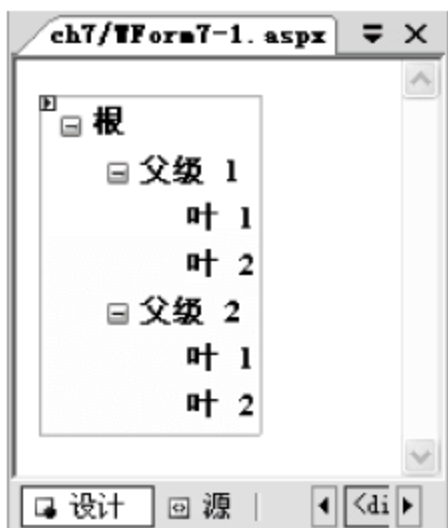 ch7/WForm7-1.aspx
根
父级 1
叶 1
叶 2
父级 2
叶 1
叶 2
设计 源 <di